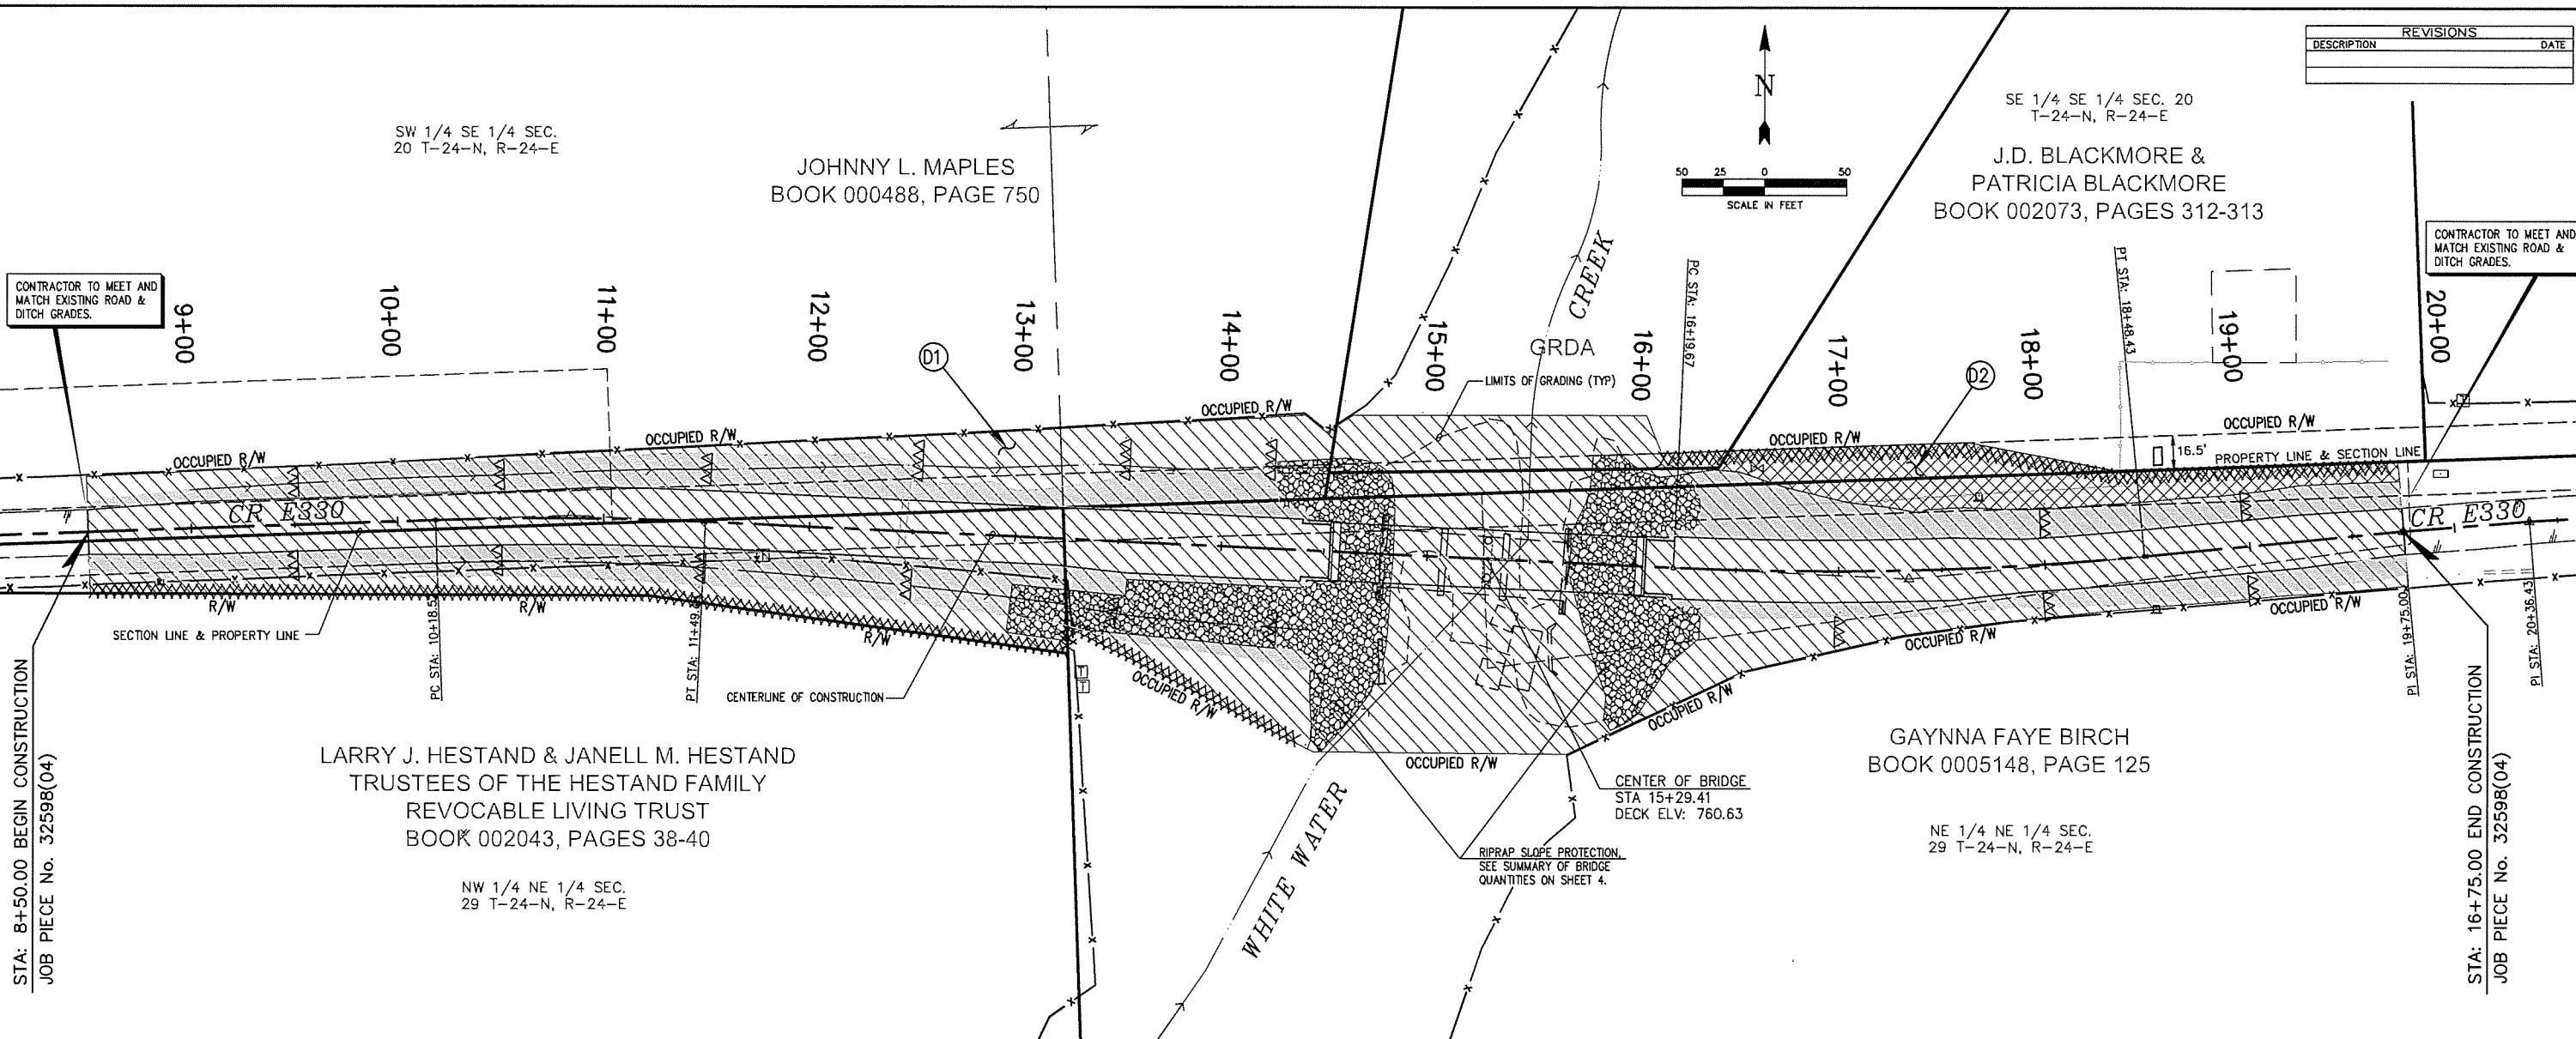 REVISIONS
DESCRIPTION DATE
SW 1/4 SE 1/4 SEC.
20 T-24-N, R-24-E
JOHNNY L. MAPLES
BOOK 000488, PAGE 750
N
50 25 0 50
SCALE IN FEET
SE 1/4 SE 1/4 SEC. 20
T-24-N, R-24-E
J.D. BLACKMORE &
PATRICIA BLACKMORE
BOOK 002073, PAGES 312-313
CONTRACTOR TO MEET AND
MATCH EXISTING ROAD &
DITCH GRADES.
CONTRACTOR TO MEET AND
MATCH EXISTING ROAD &
DITCH GRADES.
9+00
10+00
11+00
12+00
13+00
14+00
15+00
16+00
17+00
18+00
19+00
20+00
D1
D2
CREEK
GRDA
LIMITS OF GRADING (TYP)
PC STA: 16+19.67
PT STA: 18+48.43
OCCUPIED R/W
OCCUPIED R/W
OCCUPIED R/W
OCCUPIED R/W
OCCUPIED R/W
16.5'
PROPERTY LINE & SECTION LINE
CR E330
CR E330
R/W
R/W
R/W
SECTION LINE & PROPERTY LINE
PC STA: 10+18.53
PT STA: 11+49.
CENTERLINE OF CONSTRUCTION
T
T
OCCUPIED R/W
OCCUPIED R/W
OCCUPIED R/W
OCCUPIED R/W
OCCUPIED R/W
PI STA: 19+75.00
PI STA: 20+36.43
STA: 8+50.00 BEGIN CONSTRUCTION
JOB PIECE No. 32598(04)
LARRY J. HESTAND & JANELL M. HESTAND
TRUSTEES OF THE HESTAND FAMILY
REVOCABLE LIVING TRUST
BOOK 002043, PAGES 38-40
NW 1/4 NE 1/4 SEC.
29 T-24-N, R-24-E
WHITE WATER
CENTER OF BRIDGE
STA 15+29.41
DECK ELV: 760.63
RIPRAP SLOPE PROTECTION,
SEE SUMMARY OF BRIDGE
QUANTITIES ON SHEET 4.
GAYNNA FAYE BIRCH
BOOK 0005148, PAGE 125
NE 1/4 NE 1/4 SEC.
29 T-24-N, R-24-E
STA: 16+75.00 END CONSTRUCTION
JOB PIECE No. 32598(04)